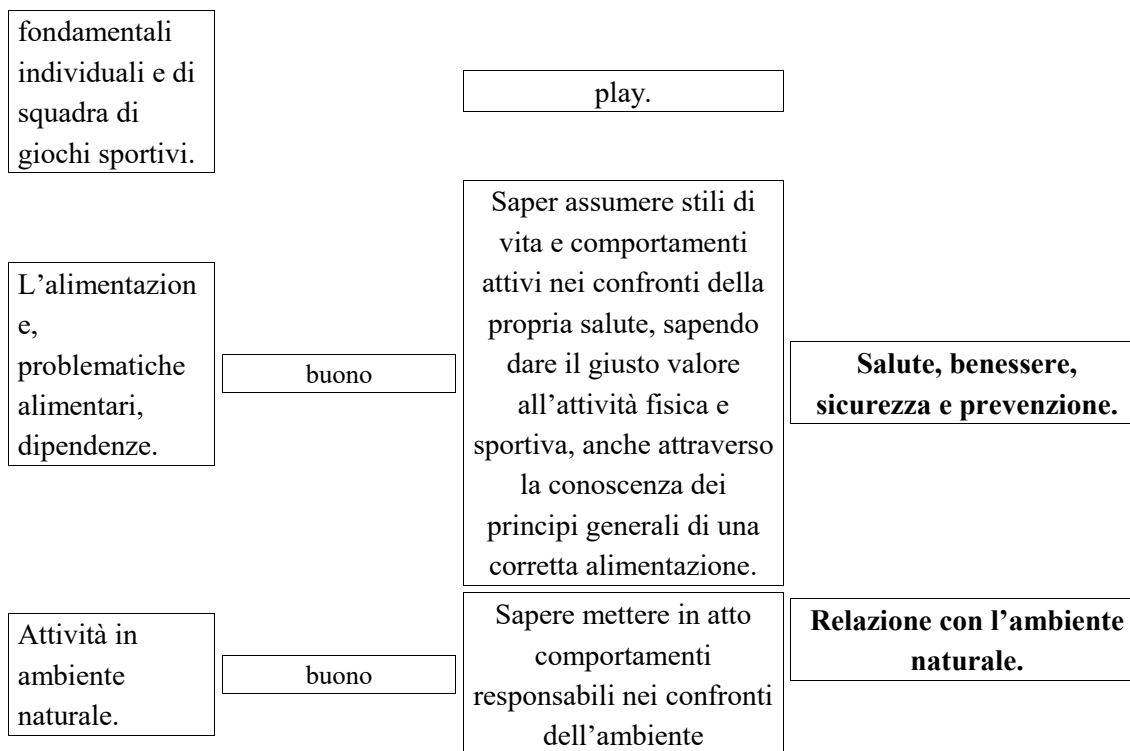 fondamentali
individuali e di
squadra di
giochi sportivi.
play.
L’alimentazion
e,
problematiche
alimentari,
dipendenze.
buono
Saper assumere stili di
vita e comportamenti
attivi nei confronti della
propria salute, sapendo
dare il giusto valore
all’attività fisica e
sportiva, anche attraverso
la conoscenza dei
principi generali di una
corretta alimentazione.
Salute, benessere,
sicurezza e prevenzione.
Attività in
ambiente
naturale.
buono
Sapere mettere in atto
comportamenti
responsabili nei confronti
dell’ambiente
Relazione con l’ambiente
naturale.